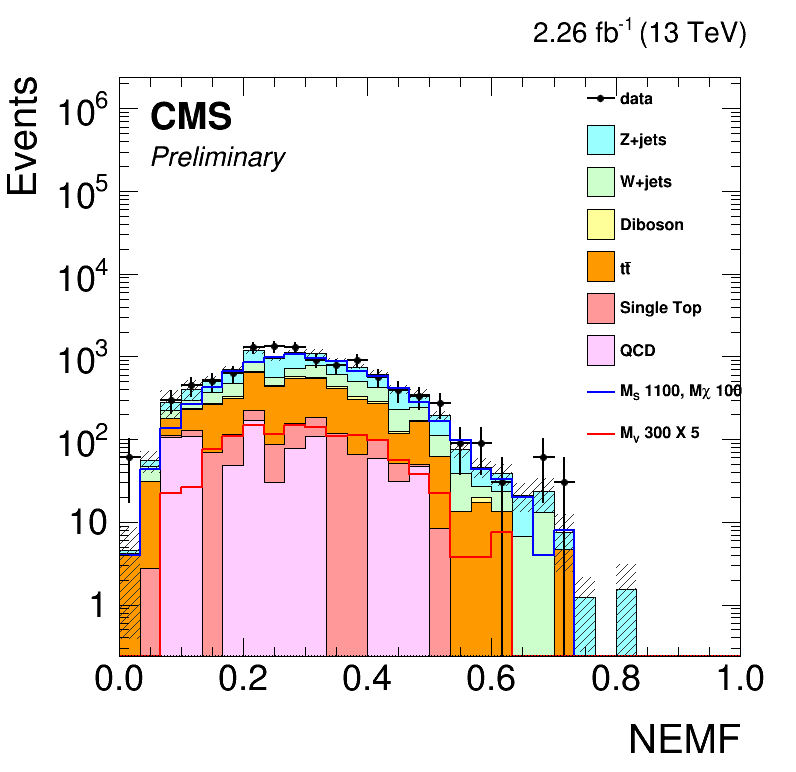 2.26 fb⁻¹ (13 TeV)
CMS
Preliminary
Events
10⁶
10⁵
10⁴
10³
10²
10
1
data
Z+jets
W+jets
Diboson
tt̄
Single Top
QCD
M_S 1100, Mχ 100
M_V 300 X 5
0.0 0.2 0.4 0.6 0.8 1.0
NEMF